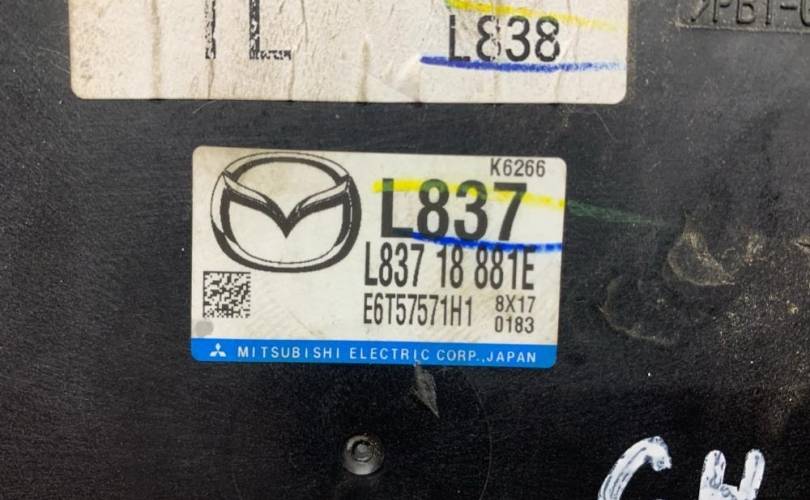 L838
K6266
L837
L837 18 881E
E6T57571H1 8X17
0183
MITSUBISHI ELECTRIC CORP.,JAPAN